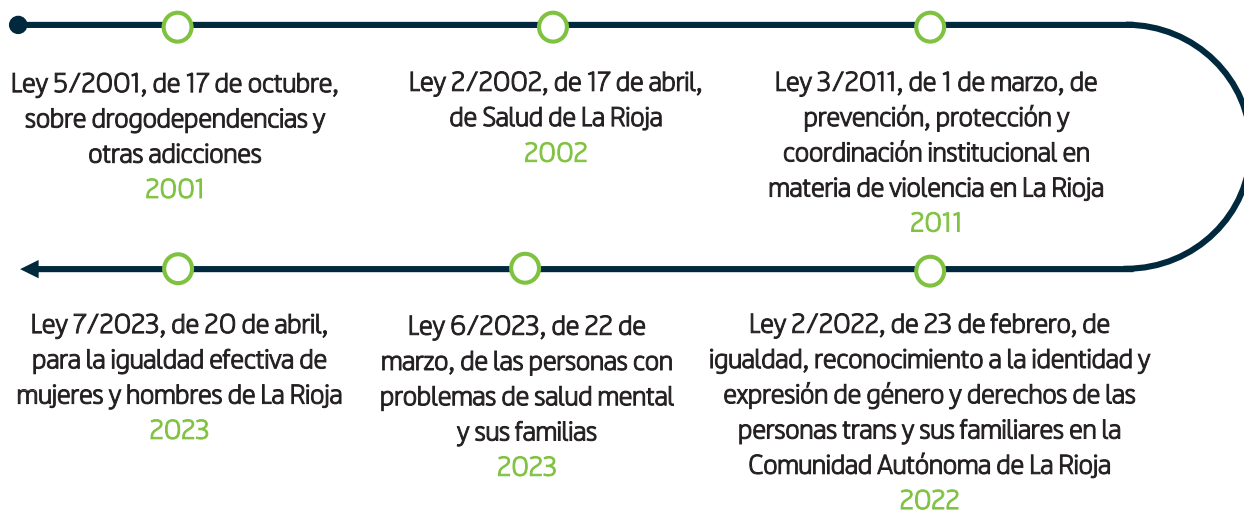 Ley 5/2001, de 17 de octubre,
sobre drogodependencias y
otras adicciones
2001
Ley 2/2002, de 17 de abril,
de Salud de La Rioja
2002
Ley 3/2011, de 1 de marzo, de
prevención, protección y
coordinación institucional en
materia de violencia en La Rioja
2011
Ley 2/2022, de 23 de febrero, de
igualdad, reconocimiento a la identidad y
expresión de género y derechos de las
personas trans y sus familiares en la
Comunidad Autónoma de La Rioja
2022
Ley 6/2023, de 22 de
marzo, de las personas con
problemas de salud mental
y sus familias
2023
Ley 7/2023, de 20 de abril,
para la igualdad efectiva de
mujeres y hombres de La Rioja
2023